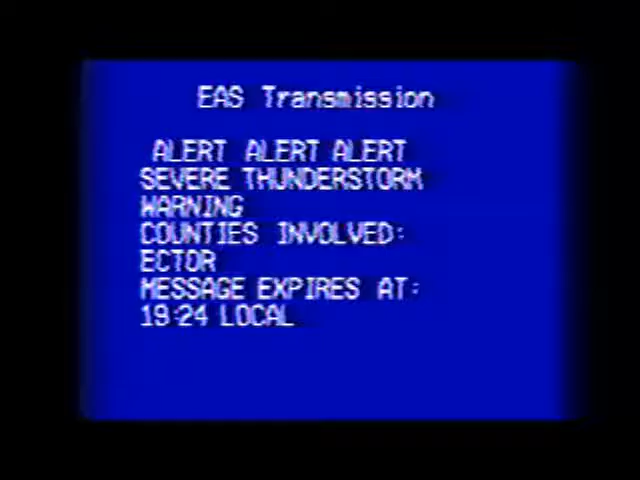 EAS Transmission
ALERT ALERT ALERT
SEVERE THUNDERSTORM
WARNING
COUNTIES INVOLVED:
ECTOR
MESSAGE EXPIRES AT:
19:24 LOCAL